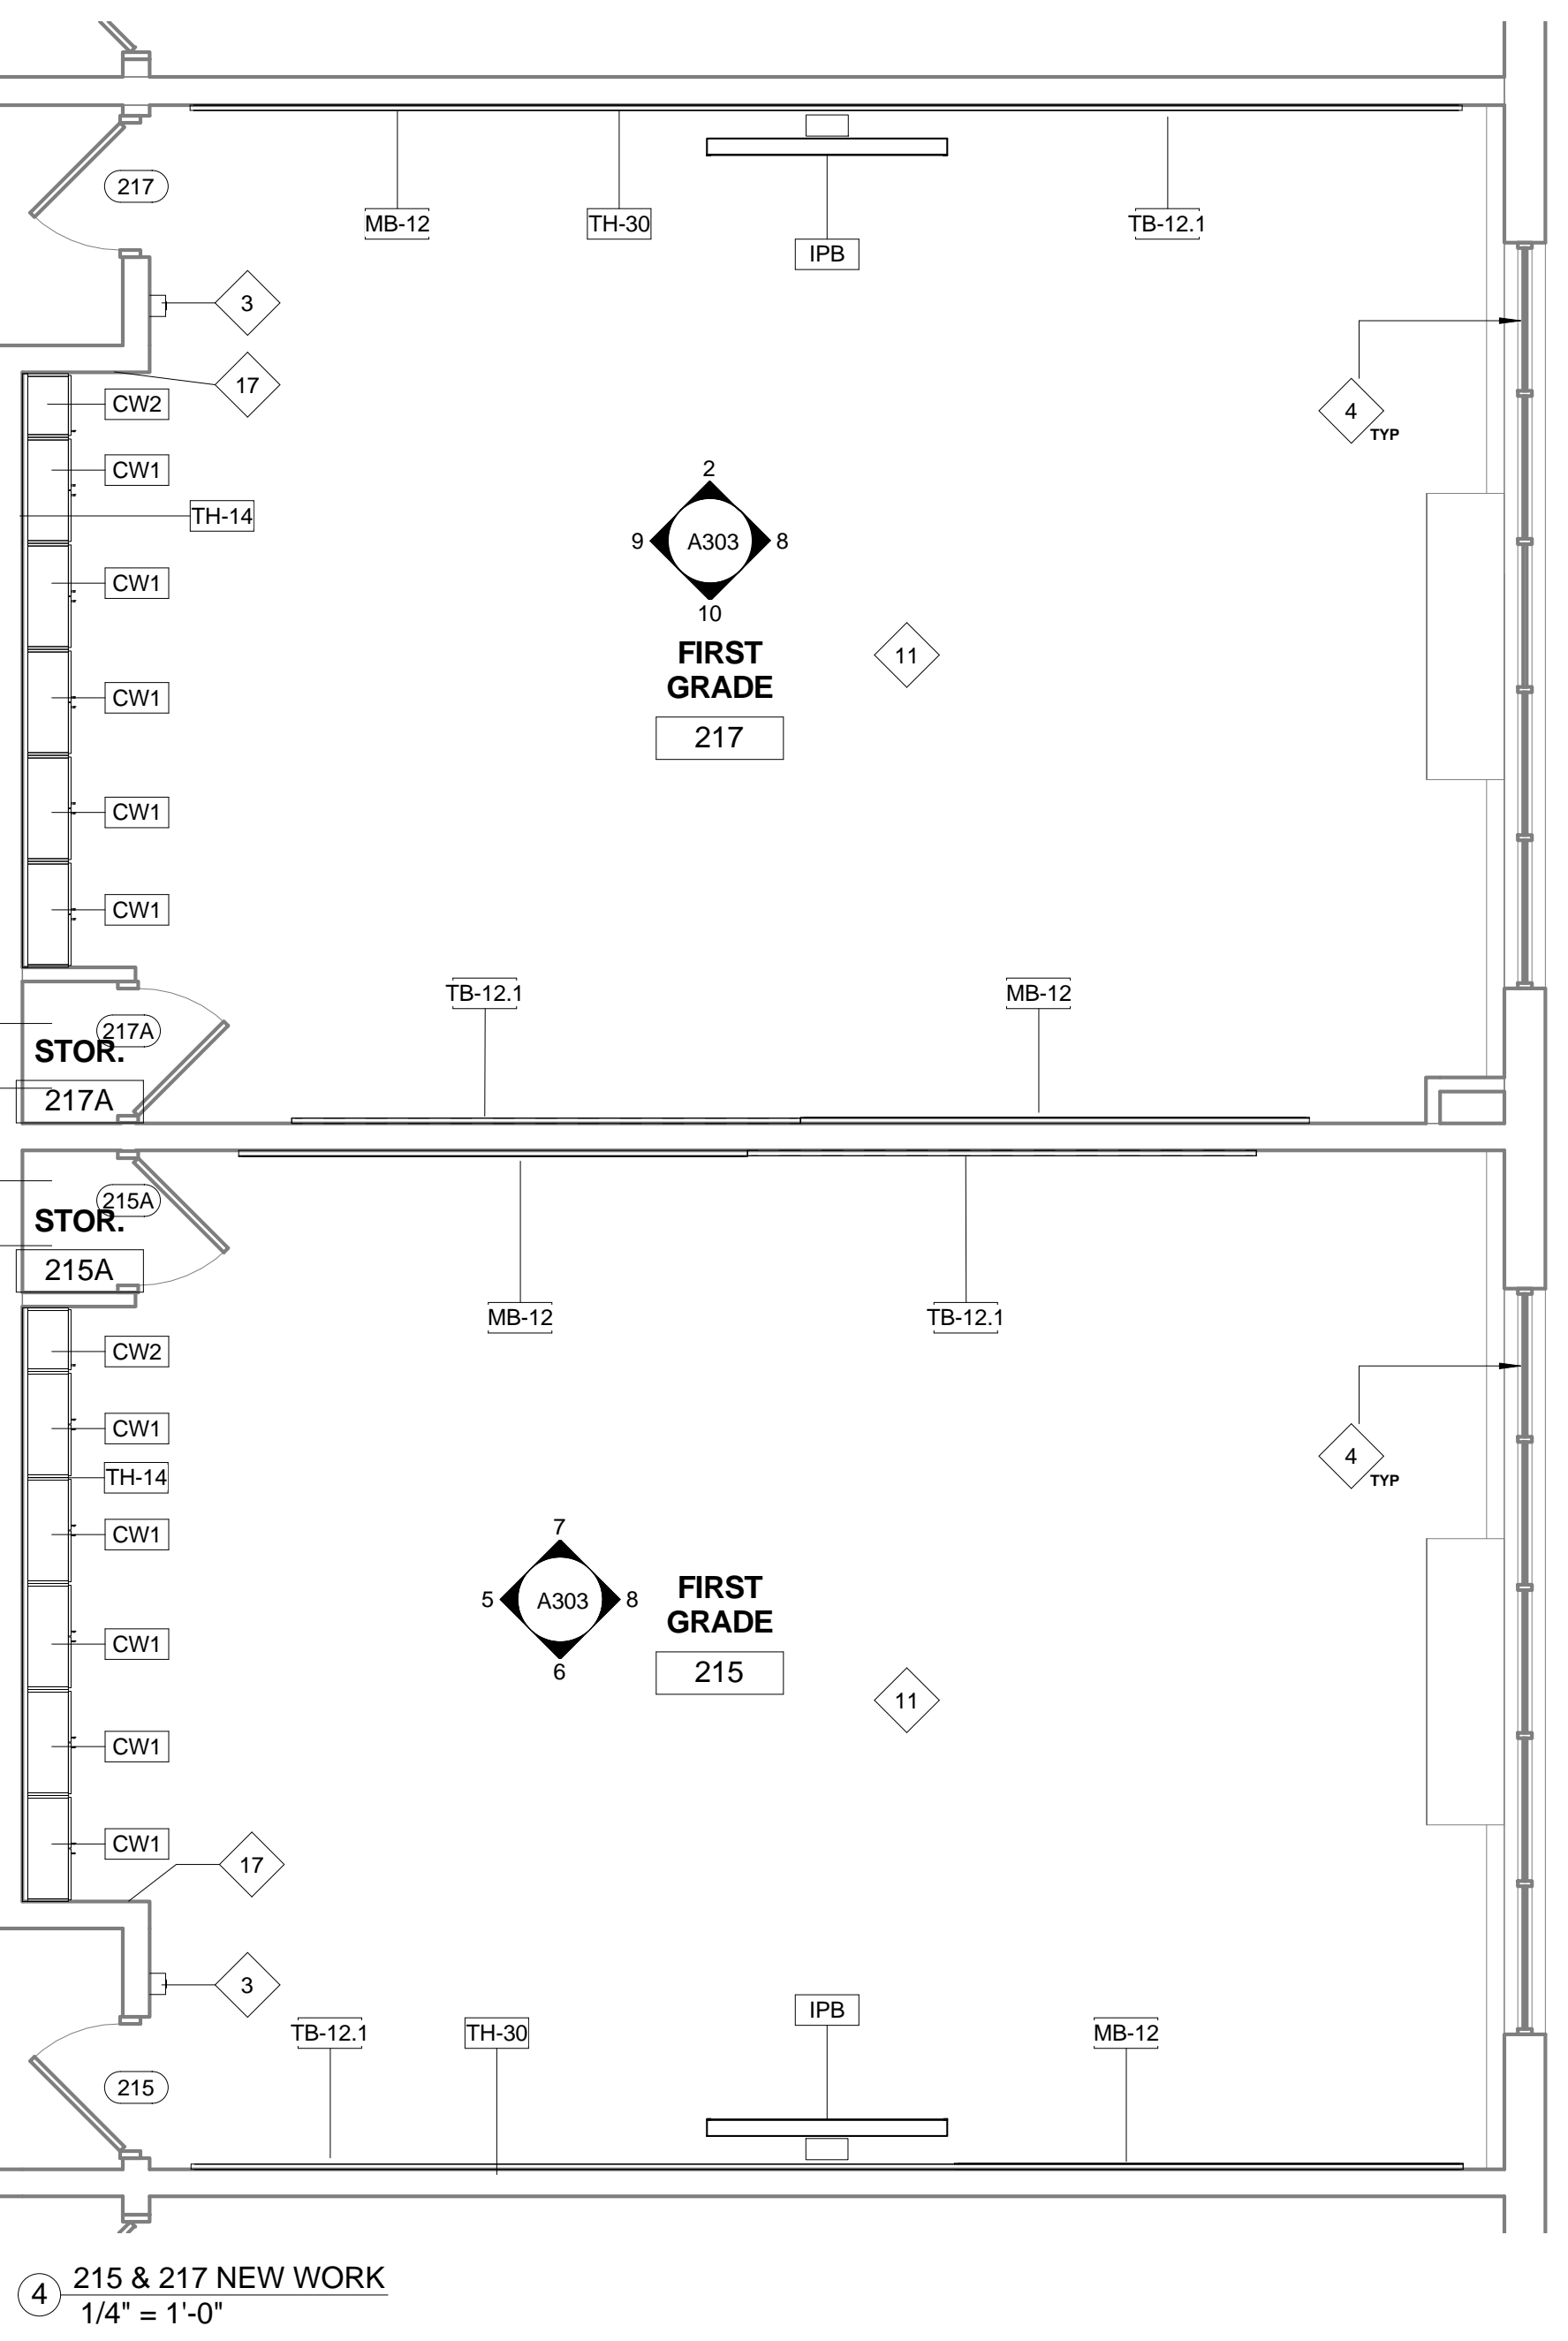 217
MB-12
TH-30
TB-12.1
IPB
3
17
CW2
4
TYP
CW1
2
TH-14
9
A303
8
CW1
10
FIRST
GRADE
11
CW1
217
CW1
CW1
TB-12.1
MB-12
217A
STOR.
217A
215A
STOR.
215A
MB-12
TB-12.1
CW2
CW1
4
TYP
TH-14
CW1
7
5
A303
8
6
FIRST
GRADE
215
CW1
11
CW1
CW1
17
3
IPB
TB-12.1
TH-30
MB-12
215
4
215 & 217 NEW WORK
1/4" = 1'-0"